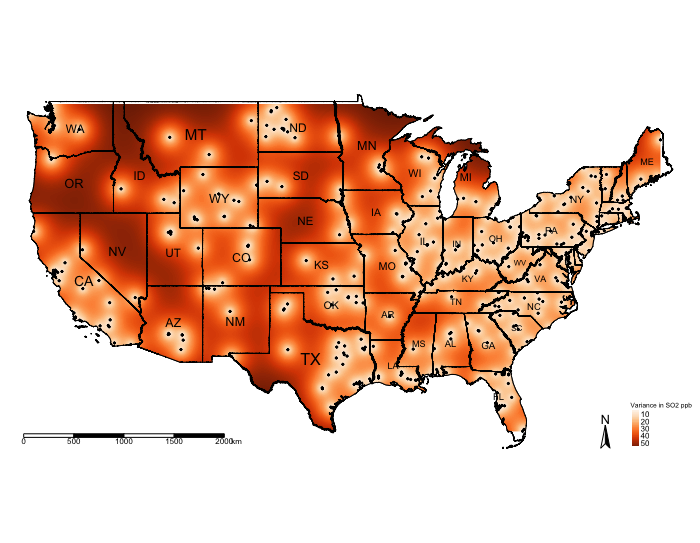 WA
MT
ND
MN
ME
OR
ID
SD
WI
MI
WY
NY
NE
IA
NV
UT
CO
IL
IN
OH
PA
CA
KS
MO
KY
WV
VA
AZ
NM
OK
AR
TN
NC
SC
TX
LA
MS
AL
GA
FL
Variance in SO2 ppb
10
20
30
40
50
N
0 500 1000 1500 2000km